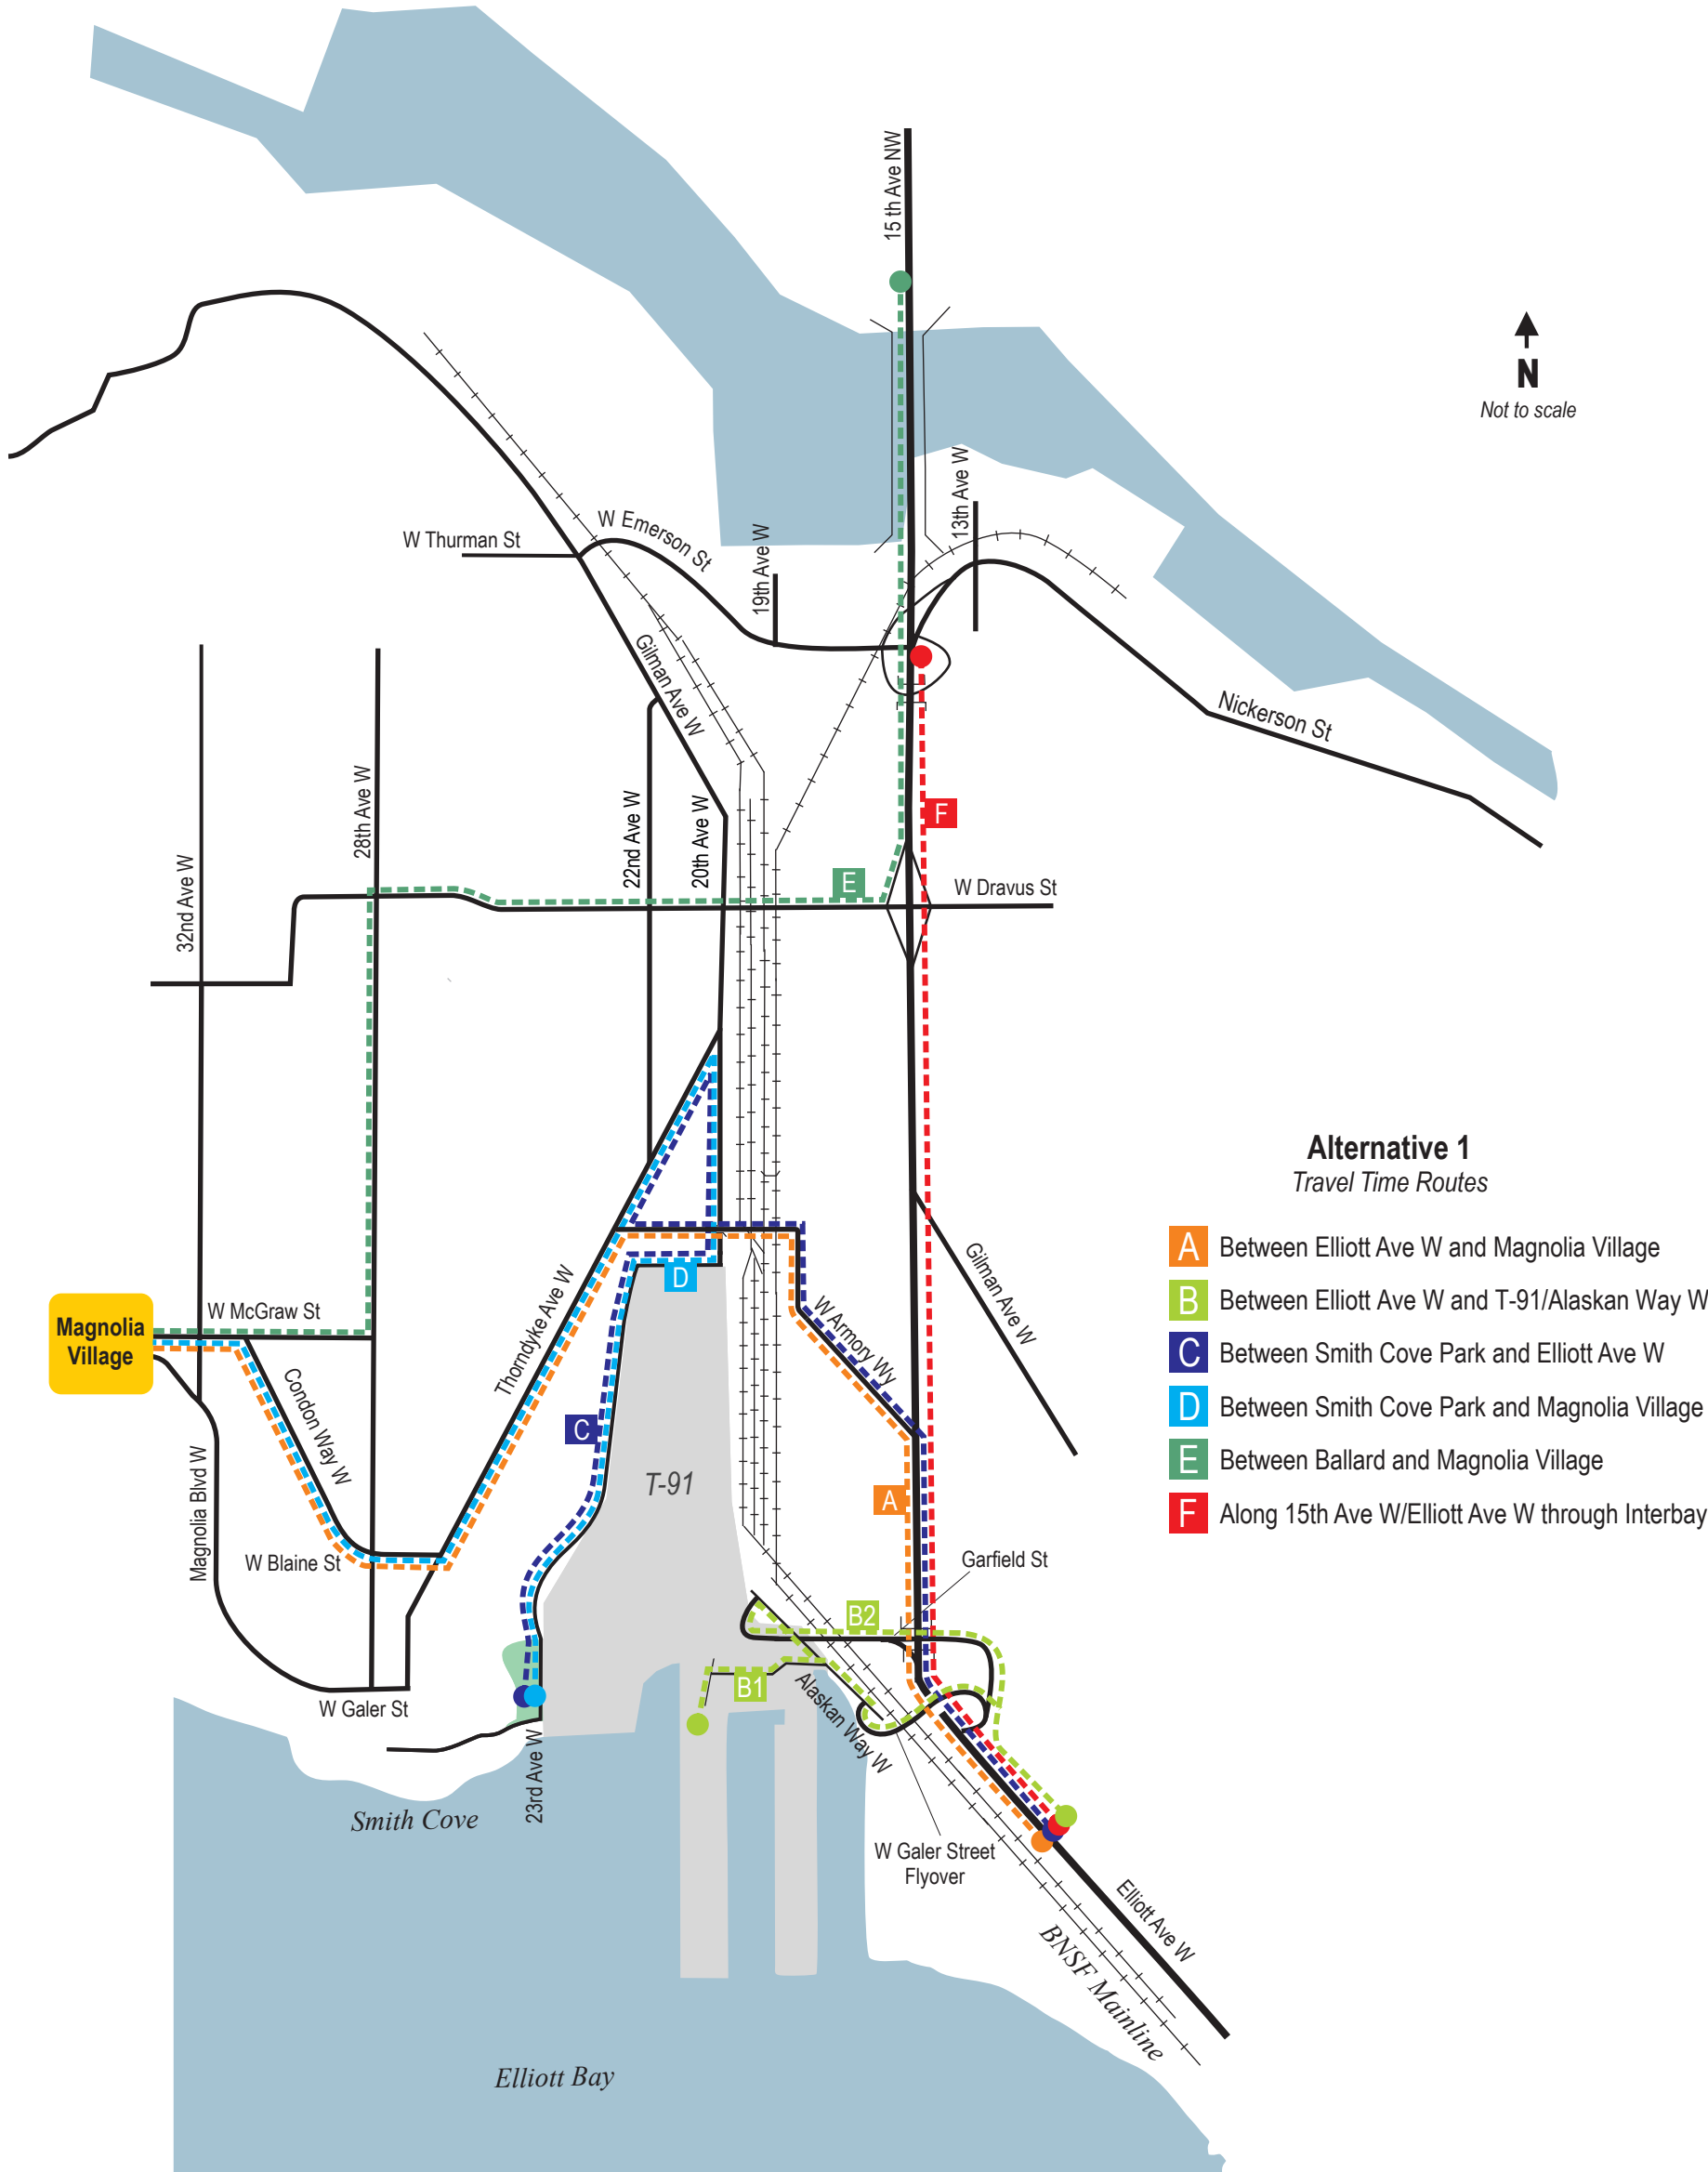 15 th Ave NW
N
Not to scale
13th Ave W
W Emerson St
W Thurman St
19th Ave W
Gilman Ave W
Nickerson St
28th Ave W
22nd Ave W
20th Ave W
F
32nd Ave W
E
W Dravus St
Alternative 1
Travel Time Routes
A Between Elliott Ave W and Magnolia Village
B Between Elliott Ave W and T-91/Alaskan Way W
C Between Smith Cove Park and Elliott Ave W
D Between Smith Cove Park and Magnolia Village
E Between Ballard and Magnolia Village
F Along 15th Ave W/Elliott Ave W through Interbay
Gilman Ave W
D
Thorndyke Ave W
W McGraw St
Magnolia
Village
W Armory Wy
Condon Way W
C
T-91
A
Magnolia Blvd W
W Blaine St
Garfield St
B2
B1
Alaskan Way W
W Galer St
23rd Ave W
Smith Cove
W Galer Street
Flyover
Elliott Ave W
BNSF Mainline
Elliott Bay